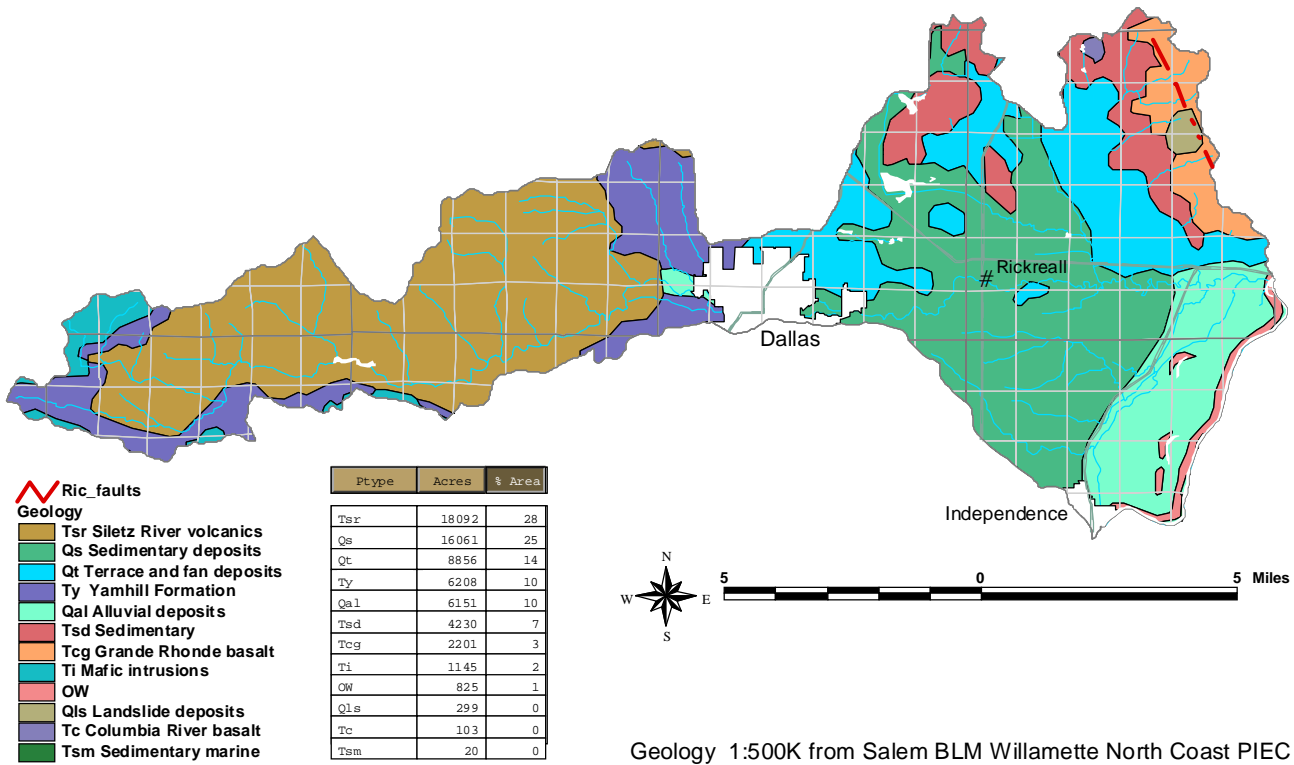 # Rickreall
Dallas
Independence
Ric_faults
Geology
Tsr Siletz River volcanics
Qs Sedimentary deposits
Qt Terrace and fan deposits
Ty Yamhill Formation
Qal Alluvial deposits
Tsd Sedimentary
Tcg Grande Rhonde basalt
Ti Mafic intrusions
OW
Qls Landslide deposits
Tc Columbia River basalt
Tsm Sedimentary marine
Ptype Acres % Area
Tsr 18092 28
Qs 16061 25
Qt 8856 14
Ty 6208 10
Qal 6151 10
Tsd 4230 7
Tcg 2201 3
Ti 1145 2
OW 825 1
Qls 299 0
Tc 103 0
Tsm 20 0
N
W E
S
5 0 5 Miles
Geology 1:500K from Salem BLM Willamette North Coast PIEC